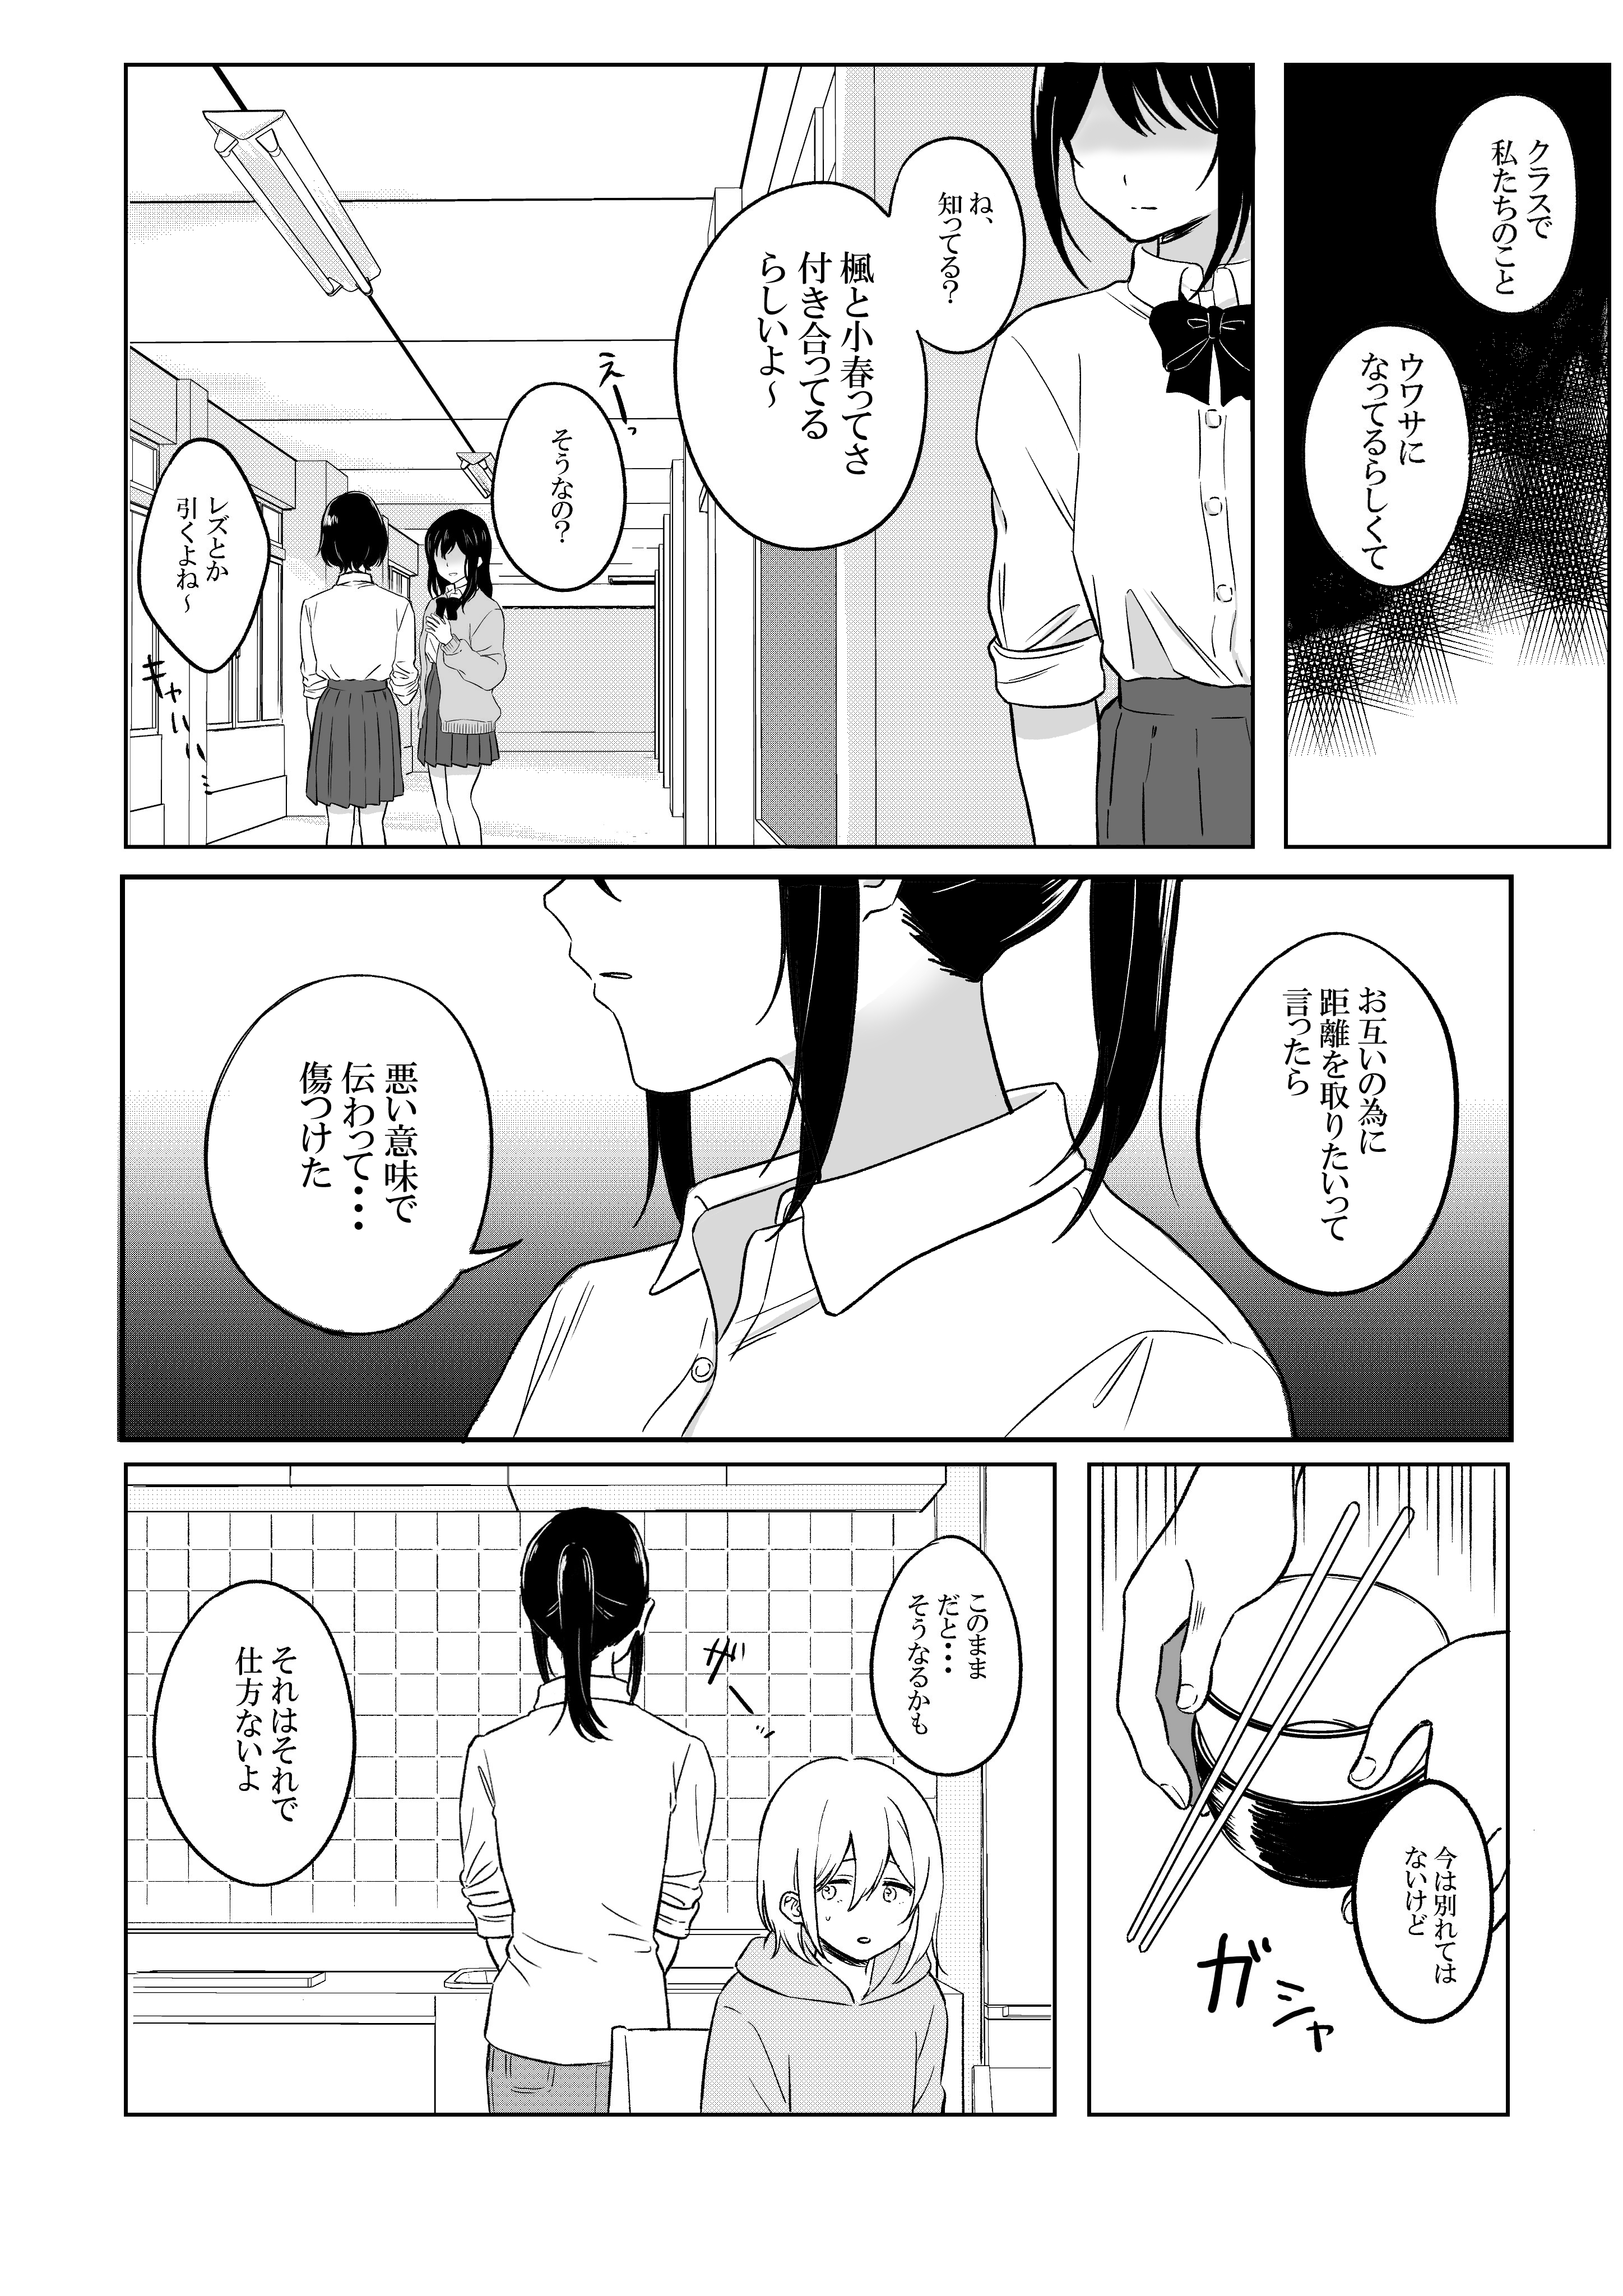 クラスで
私たちのこと
ウワサに
なってるらしくて
ね、
知ってる？
楓と小春ってさ
付き合ってる
らしいよ～
えーっ
そうなの？
レズとか
引くよね～
キャハハハ
お互いの為に
距離を取りたいって
言ったら
悪い意味で
伝わって・・・
傷つけた
今は別れては
ないけど
ガシャ
このまま
だと・・・
そうなるかも
ザー
それはそれで
仕方ないよ